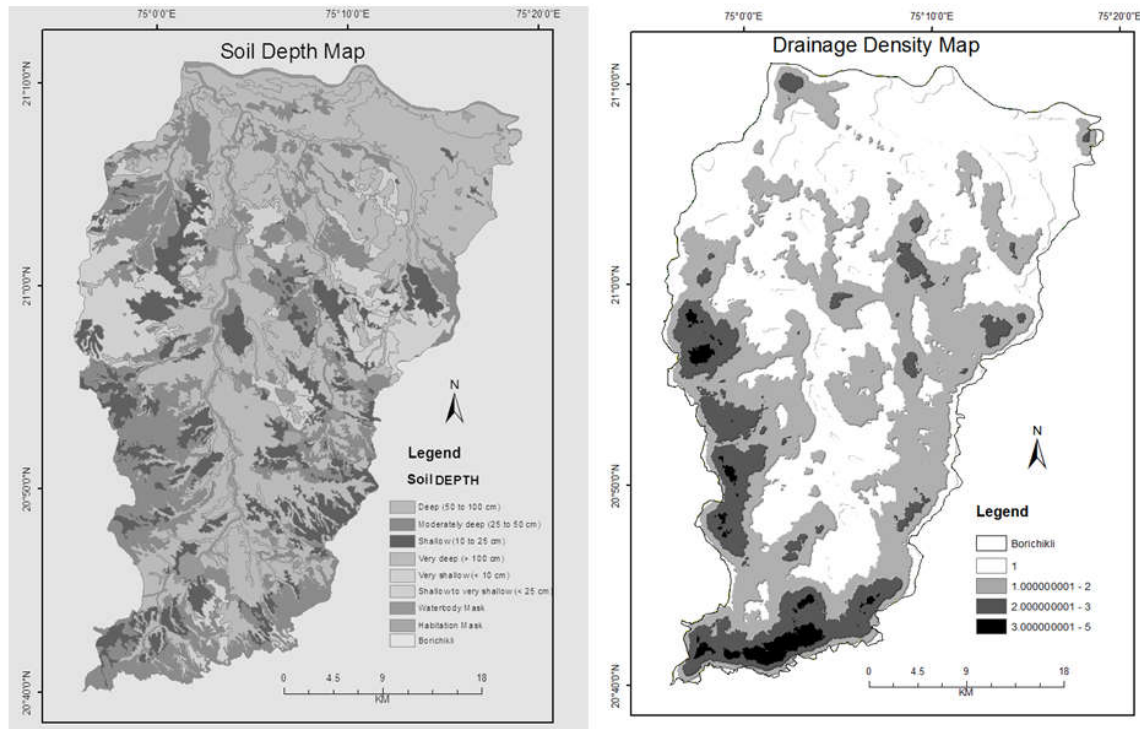 75°0'0"E 75°10'0"E 75°20'0"E
Soil Depth Map
21°10'0"N
21°0'0"N
20°50'0"N
20°40'0"N
N
Legend
Soil DEPTH
Deep (50 to 100 cm)
Moderately deep (25 to 50 cm)
Shallow (10 to 25 cm)
Very deep (> 100 cm)
Very shallow (< 10 cm)
Shallow to very shallow (< 25 cm)
Waterbody Mask
Habitation Mask
Borichikli
0 4.5 9 18
KM
75°0'0"E 75°10'0"E 75°20'0"E
Drainage Density Map
21°10'0"N
21°0'0"N
20°50'0"N
20°40'0"N
N
Legend
Borichikli
1
1.000000001 - 2
2.000000001 - 3
3.000000001 - 5
0 4.5 9 18
KM